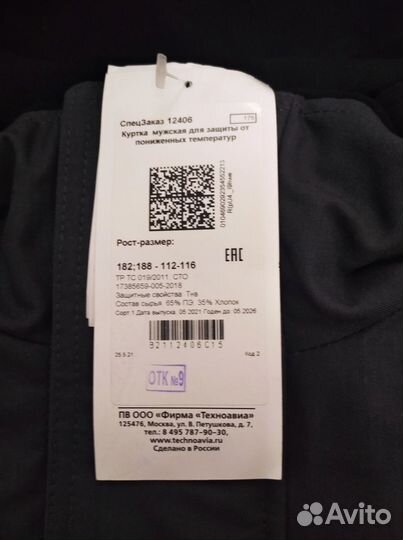 СпецЗаказ 12406
176
Куртка мужская для защиты от
пониженных температур
Рост-размер:
182;188 - 112-116
ТР ТС 019/2011 СТО
17385659-005-2018
Защитные свойства: Тнв
Состав сырья: 65% ПЭ 35% Хлопок
Сорт 1 Дата выпуска: 05.2021 Годен до: 05.2026
82112406C15
25.5.21
Код 2
ОТК №9
ПВ ООО «Фирма «Техноавиа»
125476, Москва, ул. В. Петушкова, д. 7,
тел.: 8 495 787-90-30,
www.technoavia.ru
Сделано в России
EAC
Avito